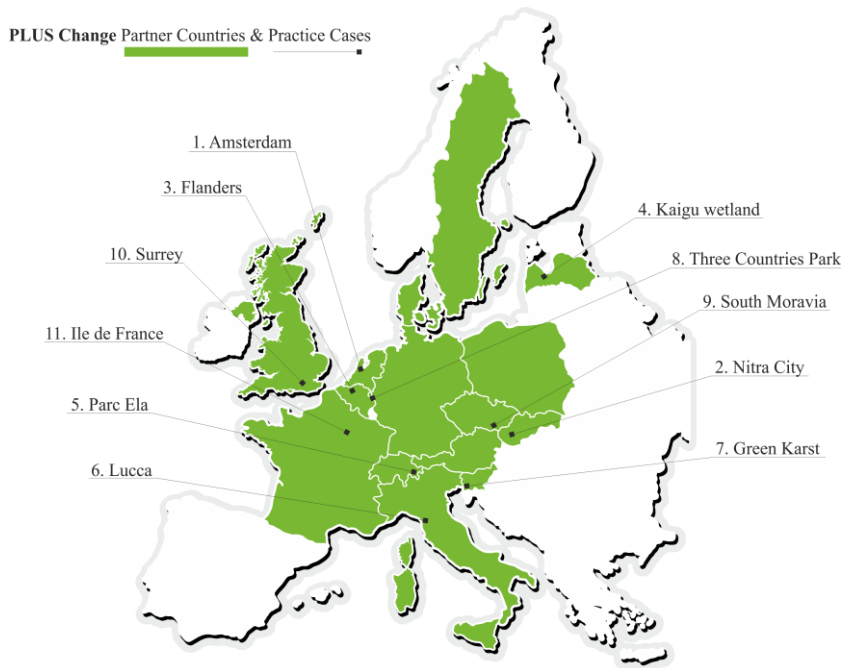 PLUS Change Partner Countries & Practice Cases
1. Amsterdam
3. Flanders
4. Kaigu wetland
10. Surrey
8. Three Countries Park
9. South Moravia
11. Ile de France
2. Nitra City
5. Parc Ela
7. Green Karst
6. Lucca